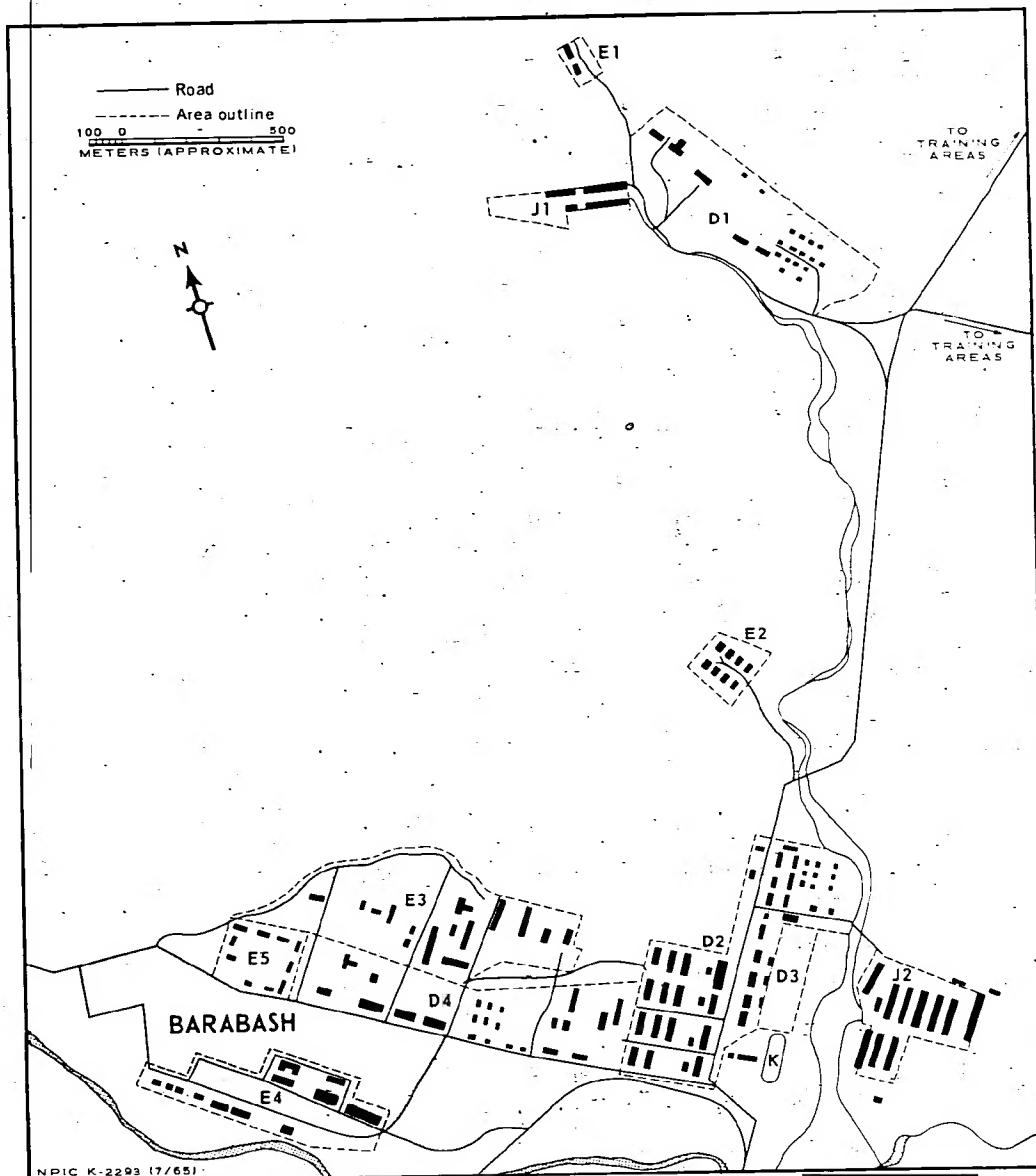 E1
Road
Area outline
100 0 - 500
METERS (APPROXIMATE)
TO
TRAINING
AREAS
J1
D1
N
TO
TRAINING
AREAS
E2
E3
D2
E5
D3
J2
D4
BARABASH
K
E4
NPIC K-2293 (7/65)